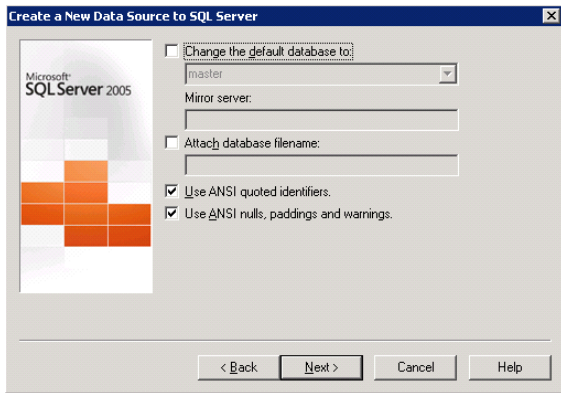 Create a New Data Source to SQL Server
Microsoft
SQL Server 2005
Change the default database to:
master
Mirror server:
Attach database filename:
Use ANSI quoted identifiers.
Use ANSI nulls, paddings and warnings.
< Back
Next >
Cancel
Help